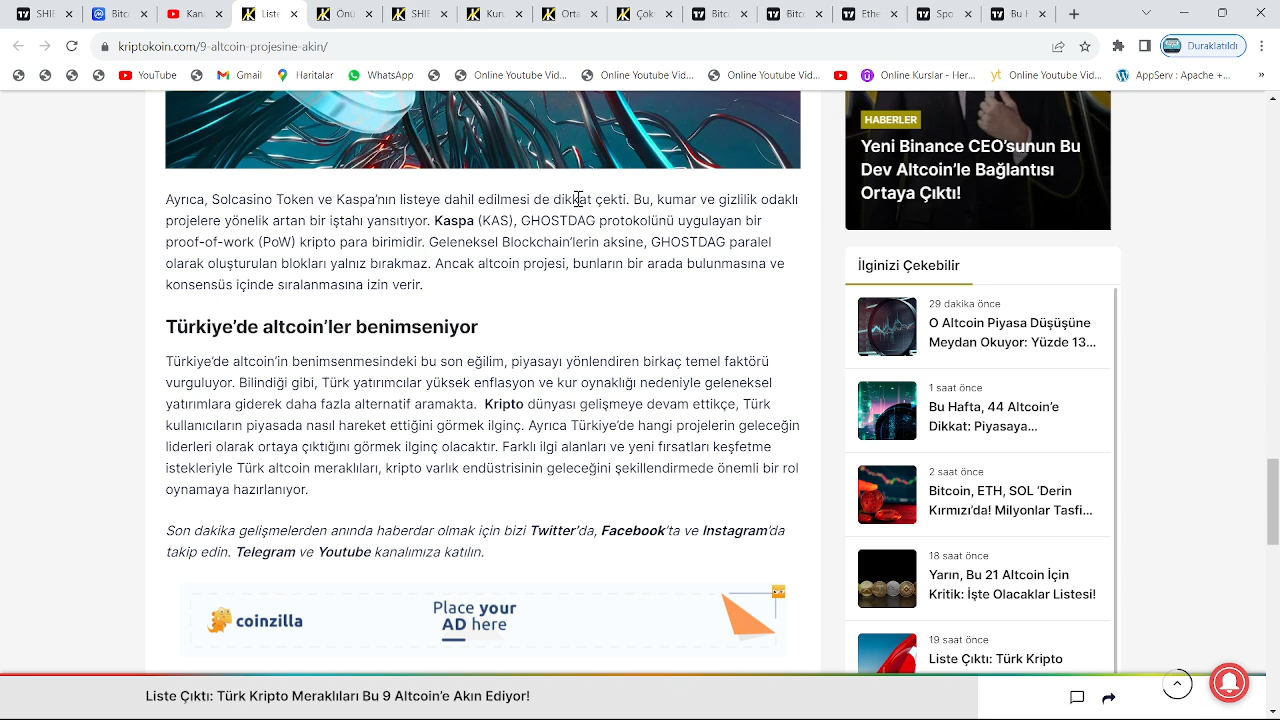 SHIE
Bitc
Bitc
Liste
Önü
SHIE
Kur
Orta
Çök
Bitco
Bitco
Ethe
Spo
Bu H
kriptokoin.com/9-altcoin-projesine-akin/
Duraklatıldı
YouTube
Gmail
Haritalar
WhatsApp
Online Youtube Vid...
Online Youtube Vid...
Online Youtube Vid...
Online Kurslar - Her...
Online Youtube Vid...
AppServ : Apache +...
Ayrıca, Solcasino Token ve Kaspa’nın listeye dahil edilmesi de dikkat çekti. Bu, kumar ve gizlilik odaklı
projelere yönelik artan bir iştahı yansıtıyor. Kaspa (KAS), GHOSTDAG protokolünü uygulayan bir
proof-of-work (PoW) kripto para birimidir. Geleneksel Blockchain’lerin aksine, GHOSTDAG paralel
olarak oluşturulan blokları yalnız bırakmaz. Ancak altcoin projesi, bunların bir arada bulunmasına ve
konsensüs içinde sıralanmasına izin verir.
Türkiye’de altcoin’ler benimseniyor
Türkiye’de altcoin’in benimsenmesindeki bu son eğilim, piyasayı yönlendiren birkaç temel faktörü
vurguluyor. Bilindiği gibi, Türk yatırımcılar yüksek enflasyon ve kur oynaklığı nedeniyle geleneksel
yatırımlara giderek daha fazla alternatif aramakta. Kripto dünyası gelişmeye devam ettikçe, Türk
kullanıcıların piyasada nasıl hareket ettiğini görmek ilginç. Ayrıca Türkiye’de hangi projelerin geleceğin
liderleri olarak ortaya çıktığını görmek ilginç olacaktır. Farklı ilgi alanları ve yeni fırsatları keşfetme
istekleriyle Türk altcoin meraklıları, kripto varlık endüstrisinin geleceğini şekillendirmede önemli bir rol
oynamaya hazırlanıyor.
Son dakika gelişmelerden anında haberdar olmak için bizi Twitter’da, Facebook’ta ve Instagram’da
takip edin. Telegram ve Youtube kanalımıza katılın.
coinzilla
Place your
AD here
HABERLER
Yeni Binance CEO’sunun Bu
Dev Altcoin’le Bağlantısı
Ortaya Çıktı!
İlginizi Çekebilir
29 dakika önce
O Altcoin Piyasa Düşüşüne
Meydan Okuyor: Yüzde 13...
1 saat önce
Bu Hafta, 44 Altcoin’e
Dikkat: Piyasaya...
2 saat önce
Bitcoin, ETH, SOL ‘Derin
Kırmızı’da! Milyonlar Tasfi...
18 saat önce
Yarın, Bu 21 Altcoin İçin
Kritik: İşte Olacaklar Listesi!
19 saat önce
Liste Çıktı: Türk Kripto
Liste Çıktı: Türk Kripto Meraklıları Bu 9 Altcoin’e Akın Ediyor!